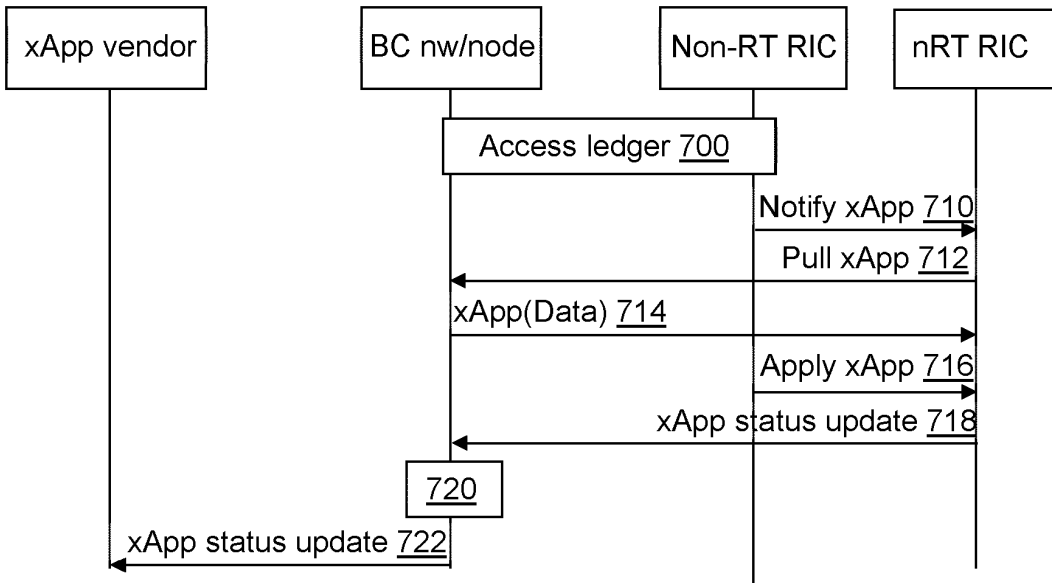 xApp vendor
BC nw/node
Non-RT RIC
nRT RIC
Access ledger 700
Notify xApp 710
Pull xApp 712
xApp(Data) 714
Apply xApp 716
xApp status update 718
720
xApp status update 722